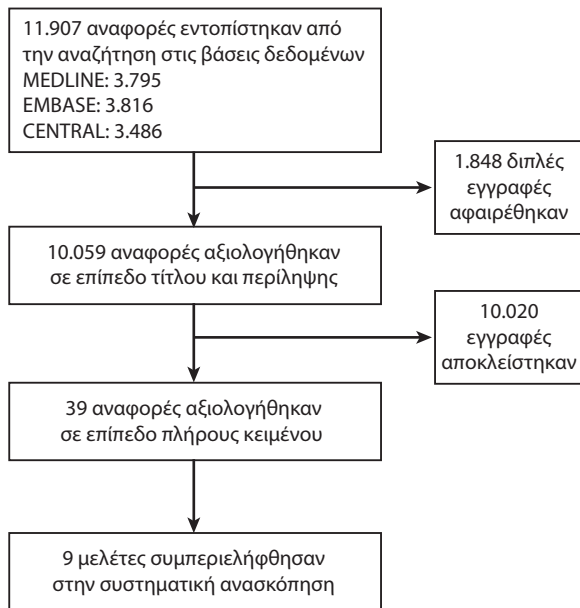 11.907 αναφορές εντοπίστηκαν από
την αναζήτηση στις βάσεις δεδομένων
MEDLINE: 3.795
EMBASE: 3.816
CENTRAL: 3.486
1.848 διπλές
εγγραφές
αφαιρέθηκαν
10.059 αναφορές αξιολογήθηκαν
σε επίπεδο τίτλου και περίληψης
10.020
εγγραφές
αποκλείστηκαν
39 αναφορές αξιολογήθηκαν
σε επίπεδο πλήρους κειμένου
9 μελέτες συμπεριελήφθησαν
στην συστηματική ανασκόπηση